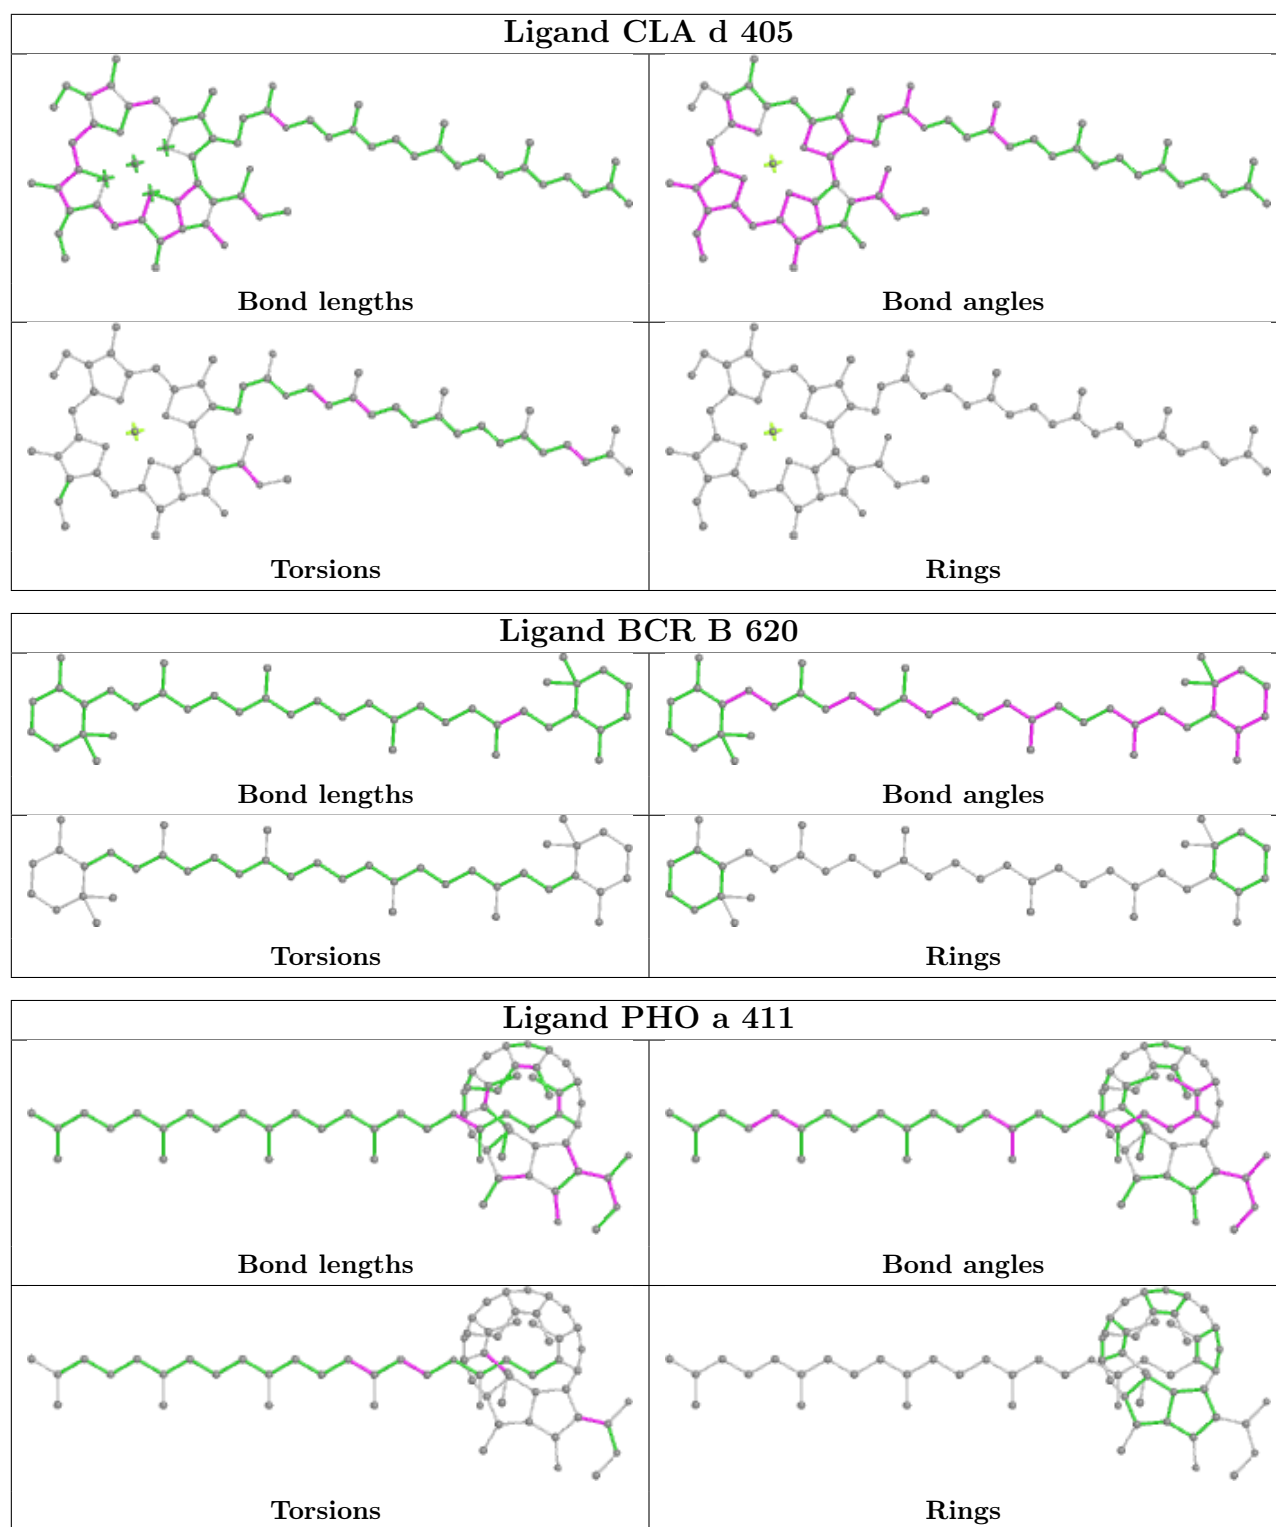 Ligand CLA d 405
Bond lengths
Bond angles
Torsions
Rings
Ligand BCR B 620
Bond lengths
Bond angles
Torsions
Rings
Ligand PHO a 411
Bond lengths
Bond angles
Torsions
Rings